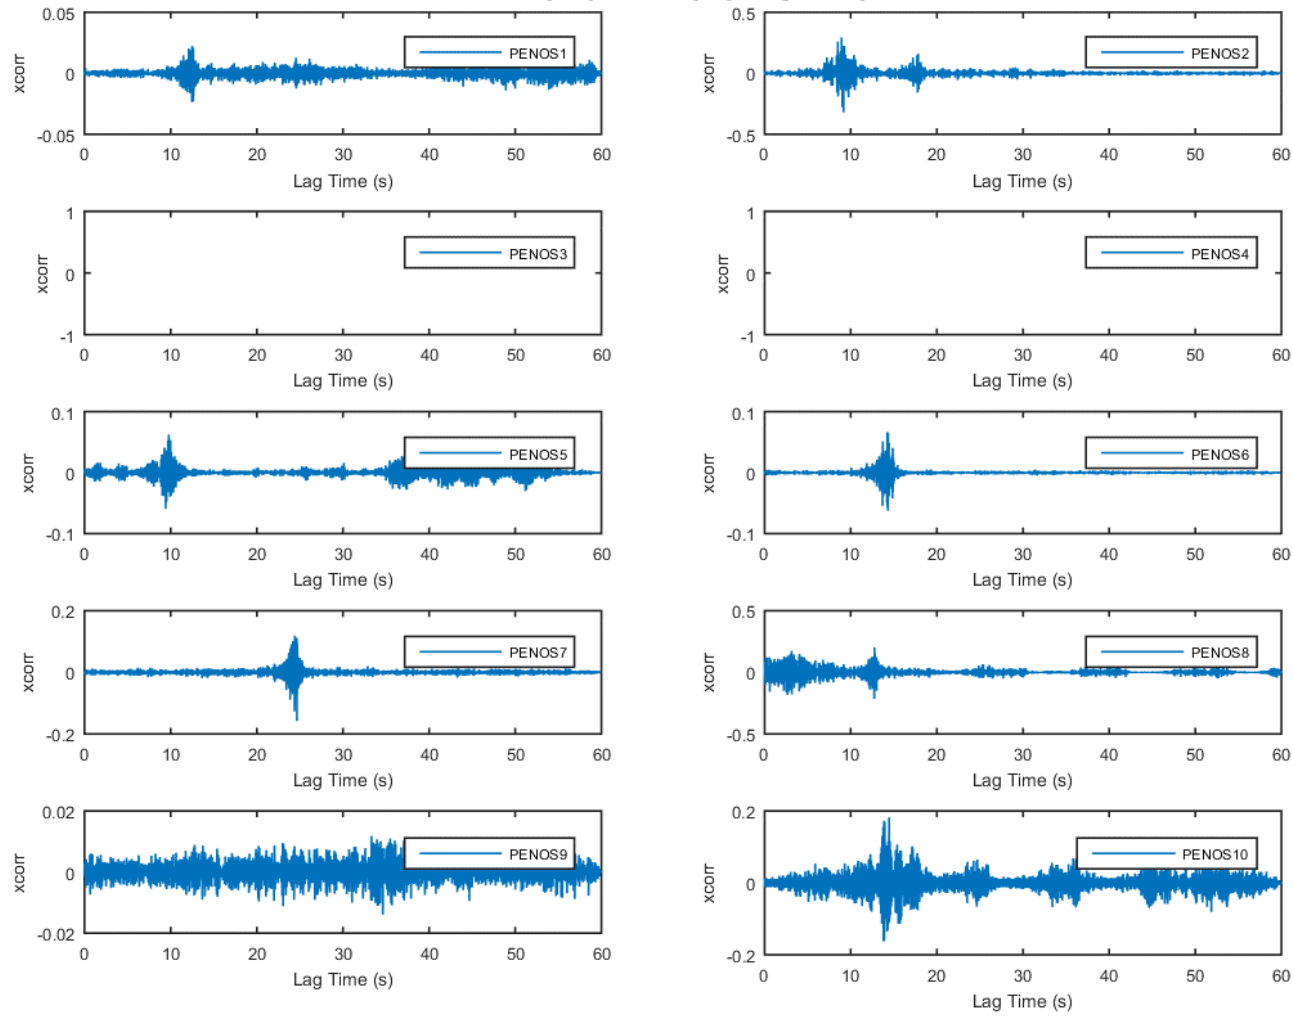 0.05
xcorr
0
-0.05
PENOS1
0 10 20 30 40 50 60
Lag Time (s)
0.5
xcorr
0
-0.5
PENOS2
0 10 20 30 40 50 60
Lag Time (s)
1
xcorr
0
-1
PENOS3
0 10 20 30 40 50 60
Lag Time (s)
1
xcorr
0
-1
PENOS4
0 10 20 30 40 50 60
Lag Time (s)
0.1
xcorr
0
-0.1
PENOS5
0 10 20 30 40 50 60
Lag Time (s)
0.1
xcorr
0
-0.1
PENOS6
0 10 20 30 40 50 60
Lag Time (s)
0.2
xcorr
0
-0.2
PENOS7
0 10 20 30 40 50 60
Lag Time (s)
0.5
xcorr
0
-0.5
PENOS8
0 10 20 30 40 50 60
Lag Time (s)
0.02
xcorr
0
-0.02
PENOS9
0 10 20 30 40 50 60
Lag Time (s)
0.2
xcorr
0
-0.2
PENOS10
0 10 20 30 40 50 60
Lag Time (s)